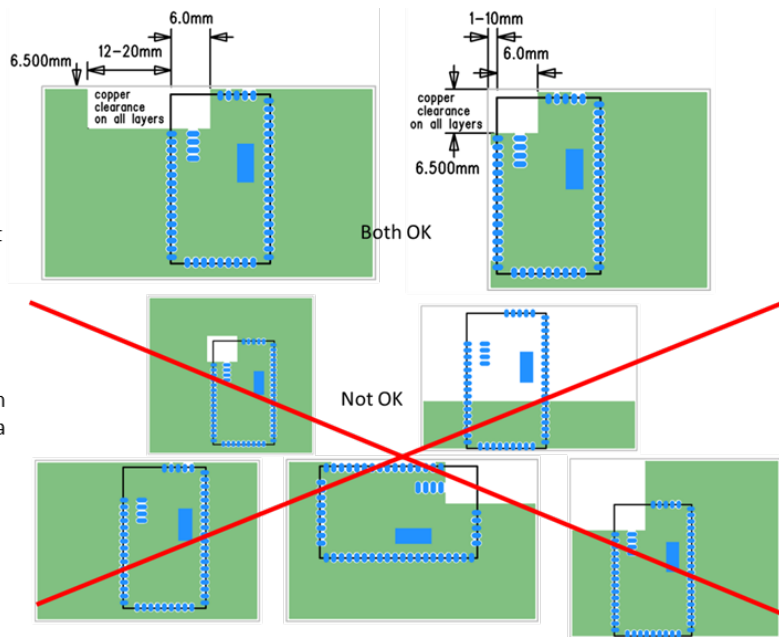 6.0mm
12-20mm
6.500mm
copper
clearance
on all layers
1-10mm
6.0mm
copper
clearance
on all layers
6.500mm
t
Both OK
Not OK
n
a